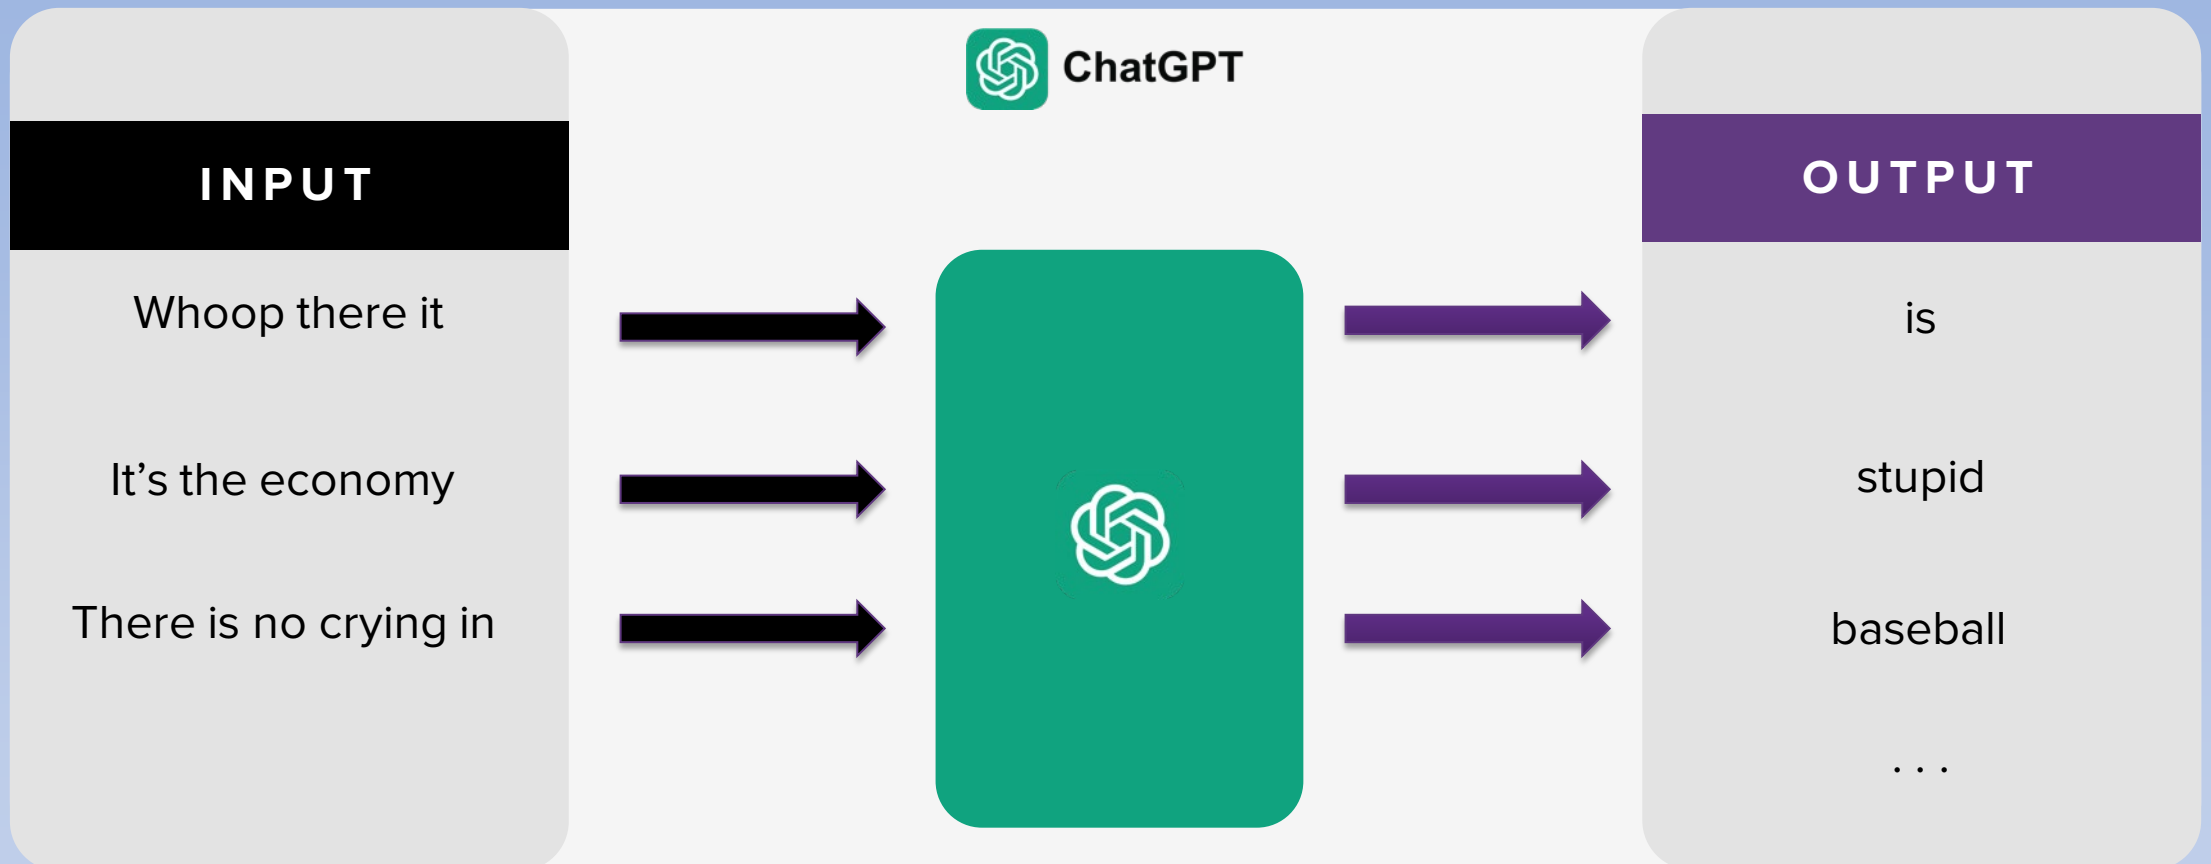 ChatGPT
INPUT
OUTPUT
Whoop there it
is
It’s the economy
stupid
There is no crying in
baseball
. . .